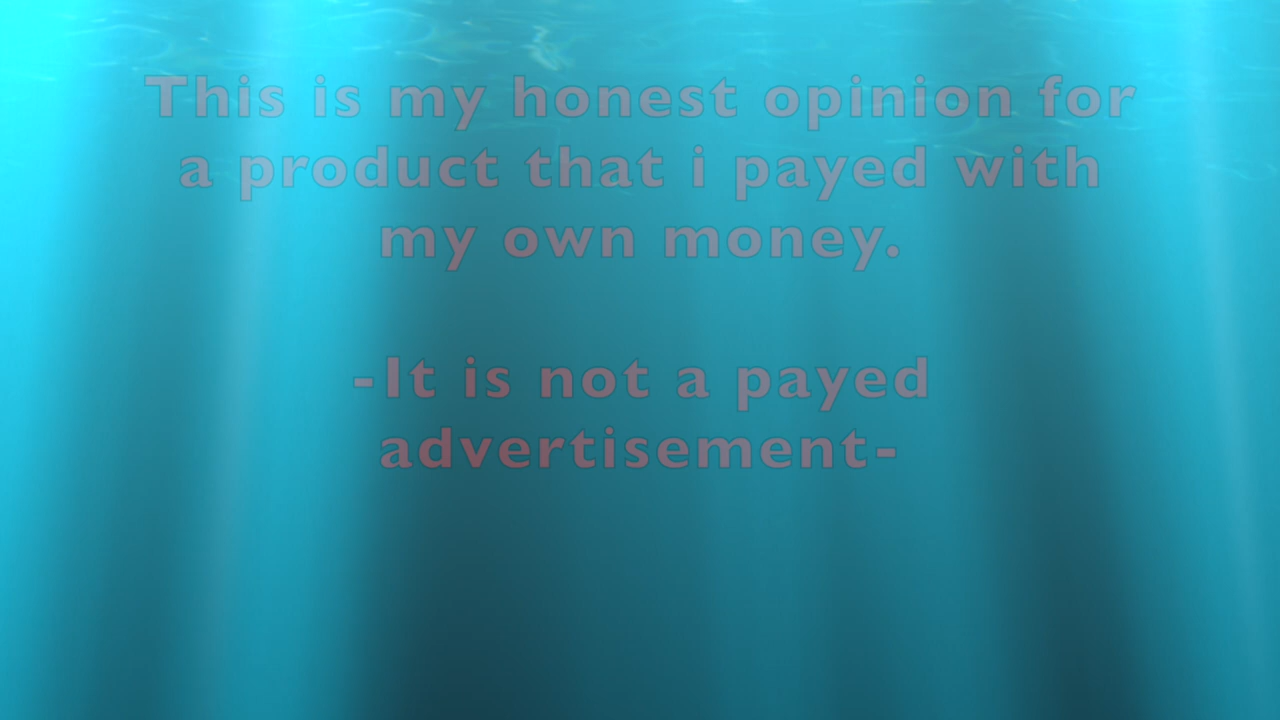 This is my honest opinion for
a product that i payed with
my own money.
-It is not a payed
advertisement-